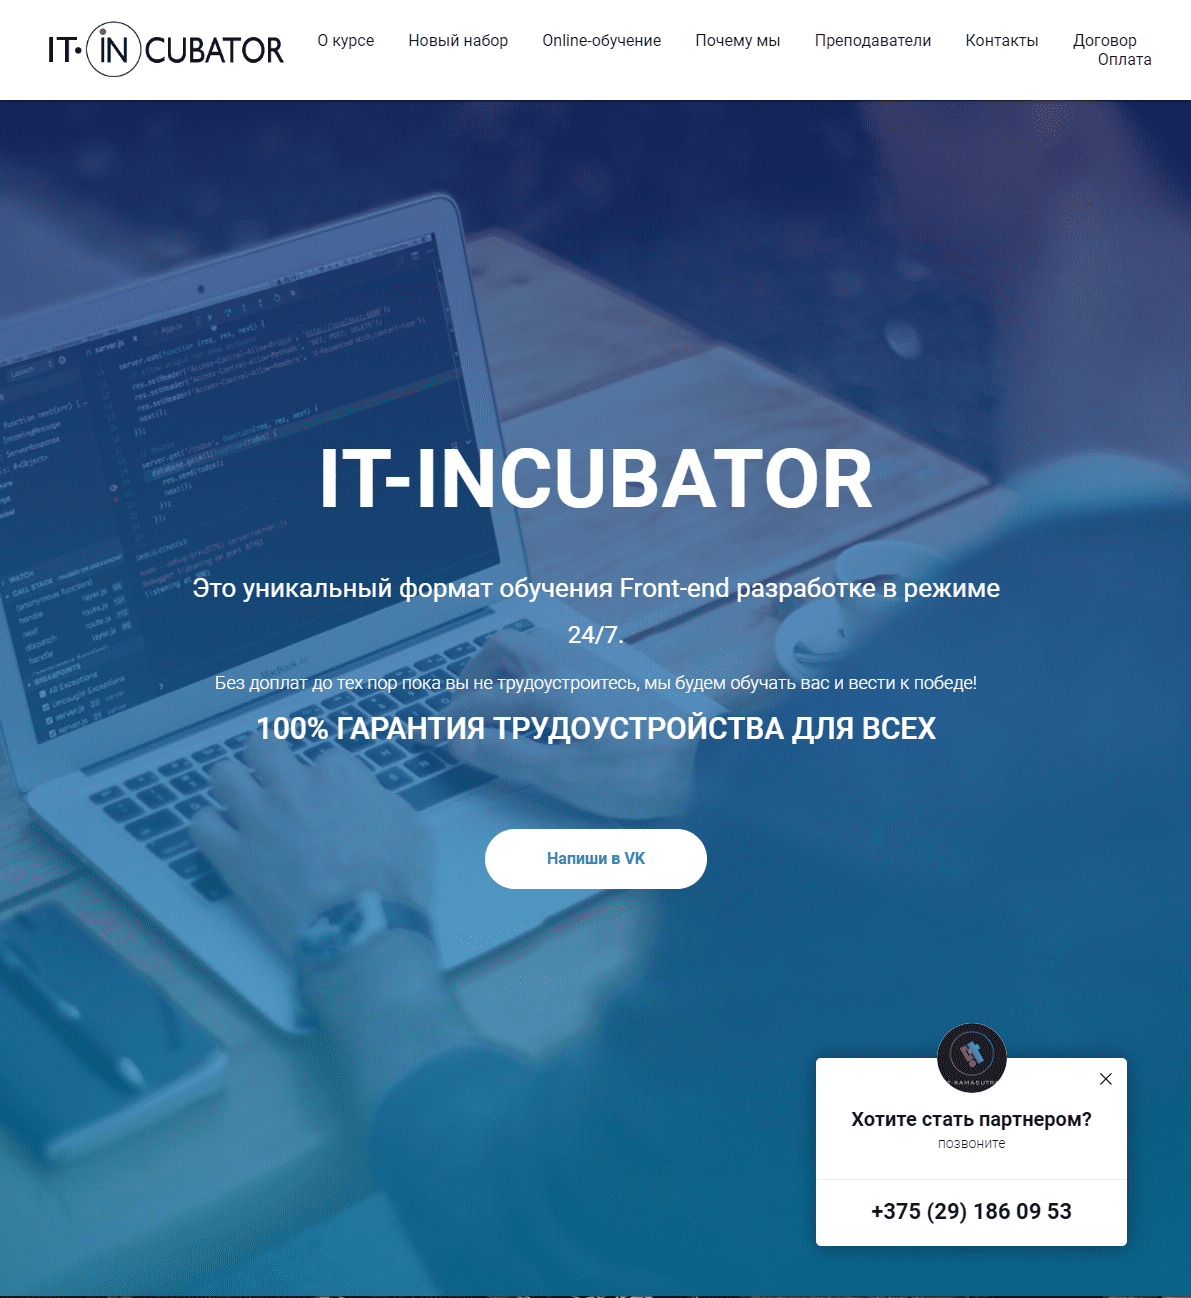 IT·INCUBATOR
О курсе Новый набор Online-обучение Почему мы Преподаватели Контакты Договор
Оплата
IT-INCUBATOR
Это уникальный формат обучения Front-end разработке в режиме
24/7.
Без доплат до тех пор пока вы не трудоустроитесь, мы будем обучать вас и вести к победе!
100% ГАРАНТИЯ ТРУДОУСТРОЙСТВА ДЛЯ ВСЕХ
Напиши в VK
Хотите стать партнером?
позвоните
+375 (29) 186 09 53